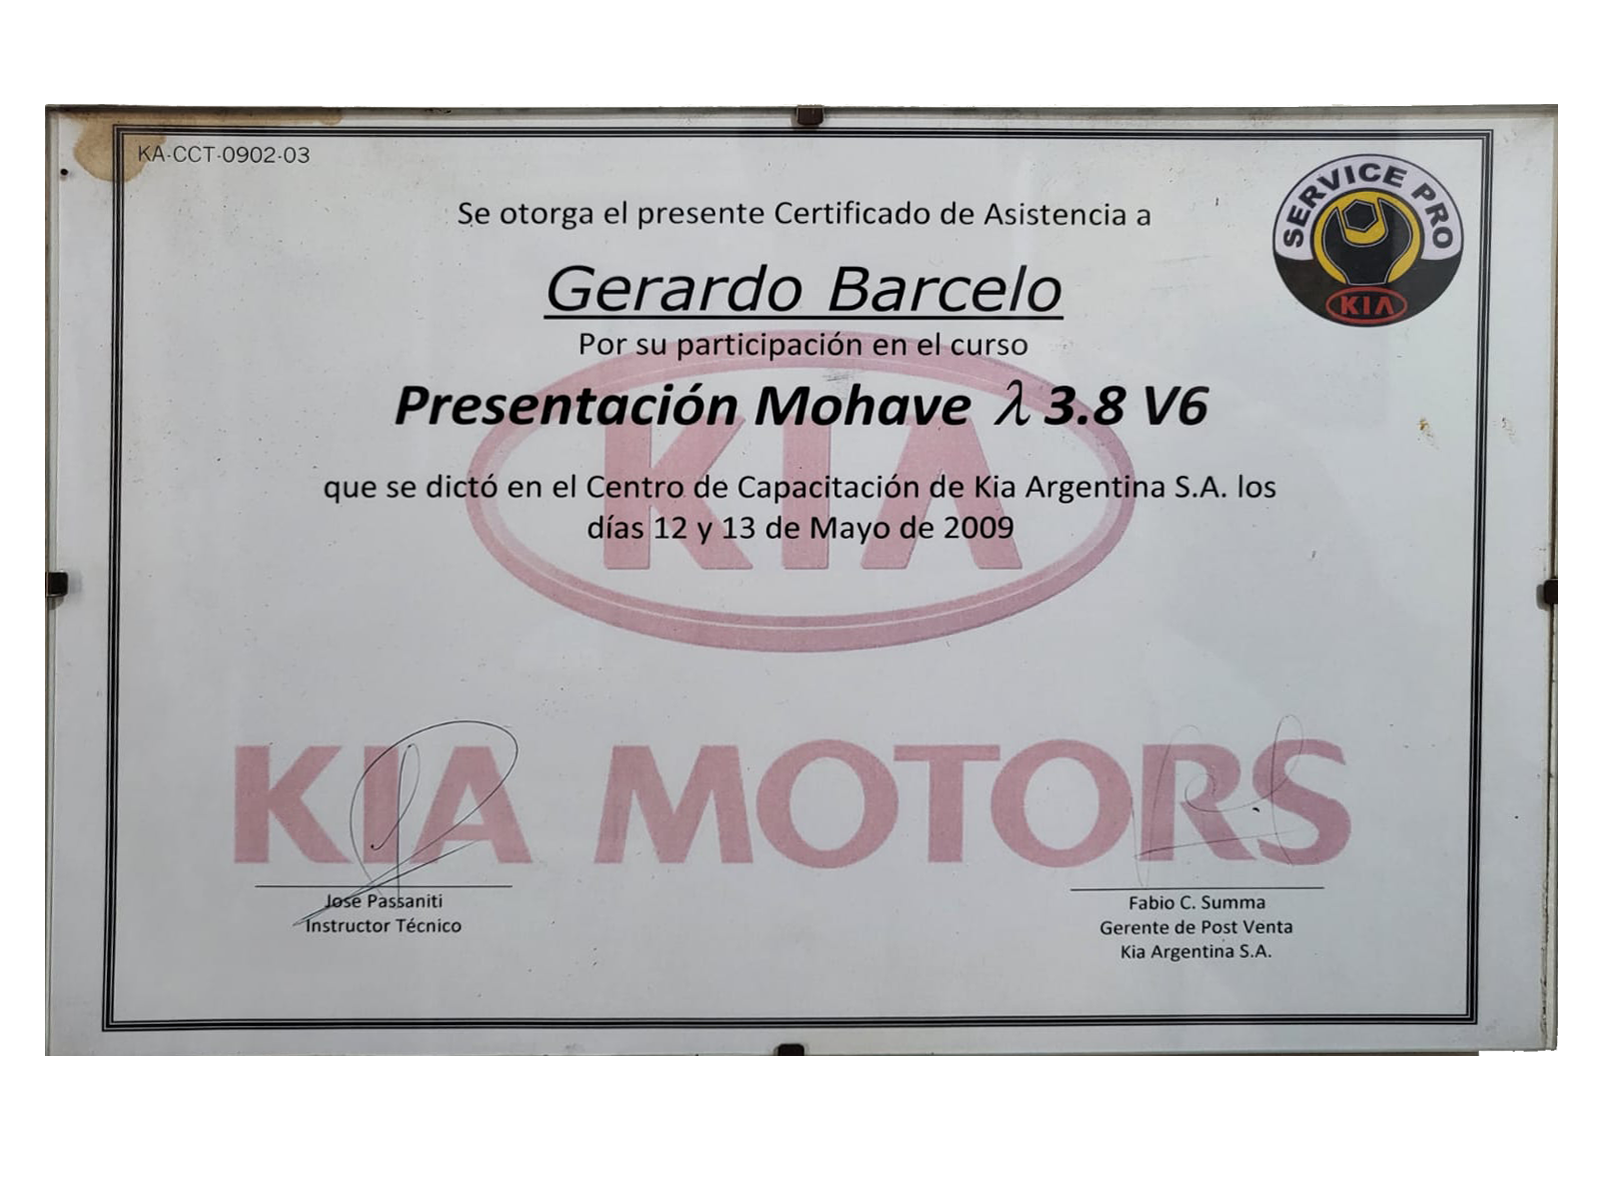 KA-CCT-0902-03
SERVICE PRO
KIA
Se otorga el presente Certificado de Asistencia a
Gerardo Barcelo
Por su participación en el curso
Presentación Mohave λ 3.8 V6
que se dictó en el Centro de Capacitación de Kia Argentina S.A. los
días 12 y 13 de Mayo de 2009
KIA
KIA MOTORS
Jose Passaniti
Instructor Técnico
Fabio C. Summa
Gerente de Post Venta
Kia Argentina S.A.